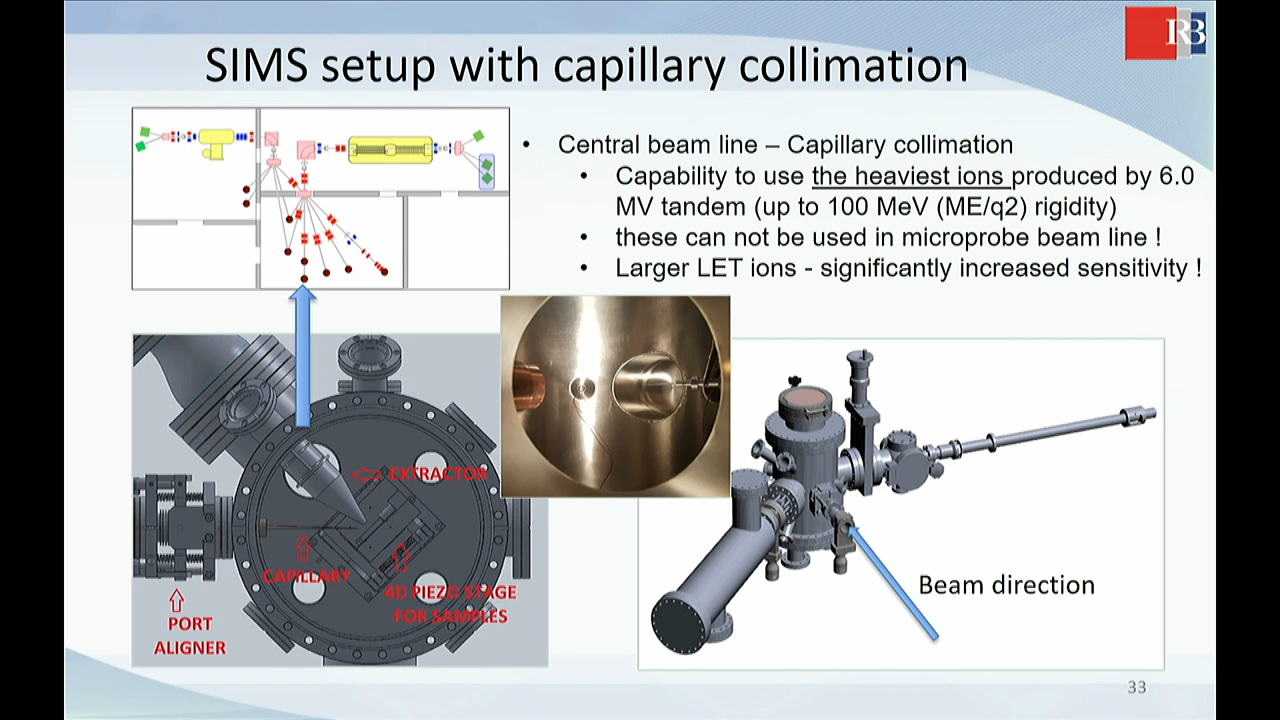 SIMS setup with capillary collimation
RB
• Central beam line – Capillary collimation
• Capability to use the heaviest ions produced by 6.0
MV tandem (up to 100 MeV (ME/q2) rigidity)
• these can not be used in microprobe beam line !
• Larger LET ions - significantly increased sensitivity !
EXTRACTOR
CAPILLARY
4D PIEZO STAGE
FOR SAMPLES
PORT
ALIGNER
Beam direction
33